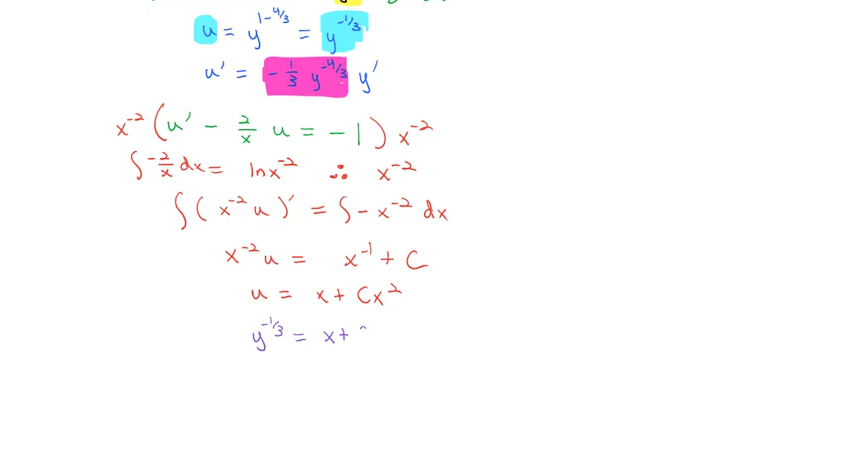 u = y^{1-4/3} = y^{-1/3}
u' = -1/3 y^{-4/3} y'
x^{-2} ( u' - 2/x u = -1 ) x^{-2}
∫ -2/x dx = ln x^{-2} ∴ x^{-2}
∫ ( x^{-2} u )' = ∫ - x^{-2} dx
x^{-2} u = x^{-1} + C
u = x + Cx^2
y^{-1/3} = x +